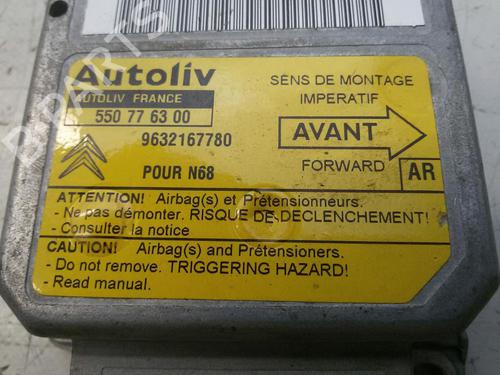 Autoliv
AUTOLIV FRANCE
550 77 63 00
9632167780
POUR N68
SENS DE MONTAGE
IMPERATIF
AVANT
FORWARD
AR
ATTENTION! Airbag(s) et Prétensionneurs.
- Ne pas démonter. RISQUE DE DECLENCHEMENT!
- Consulter la notice
CAUTION! Airbag(s) and Prétensioners.
- Do not remove. TRIGGERING HAZARD!
- Read manual.
B-PARTS